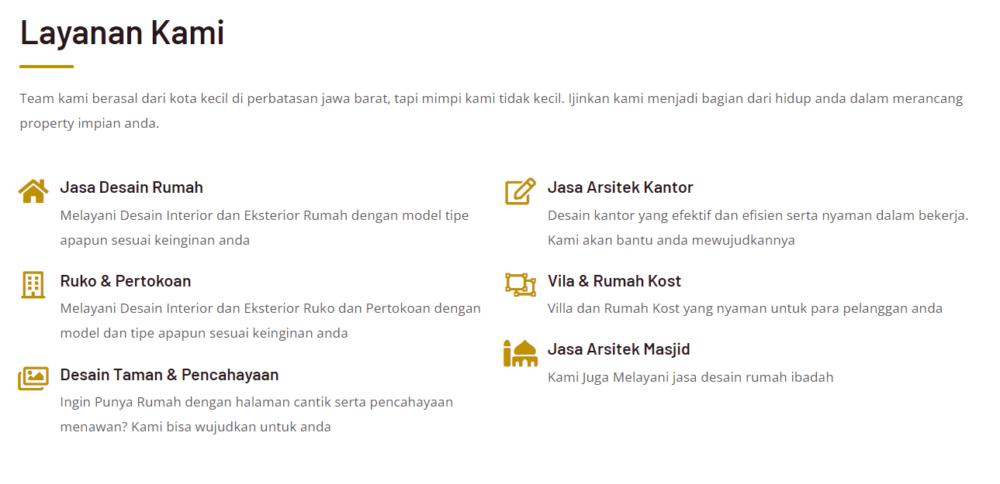 Layanan Kami
Team kami berasal dari kota kecil di perbatasan jawa barat, tapi mimpi kami tidak kecil. Ijinkan kami menjadi bagian dari hidup anda dalam merancang
property impian anda.
Jasa Desain Rumah
Melayani Desain Interior dan Eksterior Rumah dengan model tipe
apapun sesuai keinginan anda
Ruko & Pertokoan
Melayani Desain Interior dan Eksterior Ruko dan Pertokoan dengan
model dan tipe apapun sesuai keinginan anda
Desain Taman & Pencahayaan
Ingin Punya Rumah dengan halaman cantik serta pencahayaan
menawan? Kami bisa wujudkan untuk anda
Jasa Arsitek Kantor
Desain kantor yang efektif dan efisien serta nyaman dalam bekerja.
Kami akan bantu anda mewujudkannya
Vila & Rumah Kost
Villa dan Rumah Kost yang nyaman untuk para pelanggan anda
Jasa Arsitek Masjid
Kami Juga Melayani jasa desain rumah ibadah